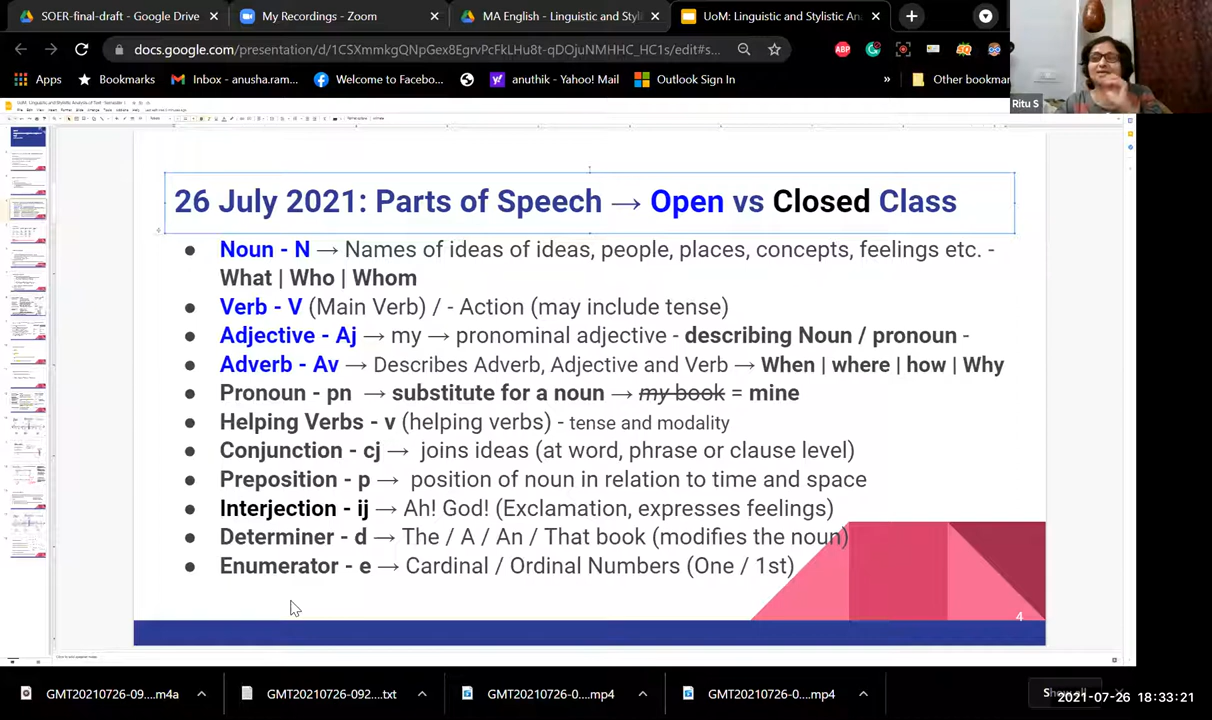 SOER-final-draft - Google Drive
My Recordings - Zoom
MA English - Linguistic and Styli
UoM: Linguistic and Stylistic An
docs.google.com/presentation/d/1CSXmmkgQNpGex8EgrvPcFkLHu8t-qDOjuNMHHC_HC1s/edit#s...
Apps
Bookmarks
Inbox - anusha.ram...
Welcome to Facebo...
anuthik - Yahoo! Mail
Outlook Sign In
»
Other bookmar
Ritu S
26 July 2021: Parts of Speech → Open vs Closed Class
● Noun - N → Names of ideas of ideas, people, places, concepts, feelings etc. -
What | Who | Whom
● Verb - V (Main Verb) / - Action (may include tense)
● Adjective - Aj → my → pronominal adjective - describing Noun / pronoun -
● Adverb - Av → Describes Adverb, Adjective and Verb → When | where | how | Why
● Pronoun - pn → substitute for a noun → my book = mine
● Helping Verbs - v (helping verbs) - tense and modality
● Conjunction - cj → joins ideas (at word, phrase or clause level)
● Preposition - p → position of noun in relation to time and space
● Interjection - ij → Ah! God! (Exclamation, expresses feelings)
● Determiner - d → The / A / An / That book (modifies the noun)
● Enumerator - e → Cardinal / Ordinal Numbers (One / 1st)
4
GMT20210726-09....m4a
GMT20210726-092....txt
GMT20210726-0....mp4
GMT20210726-0....mp4
2021-07-26 18:33:21